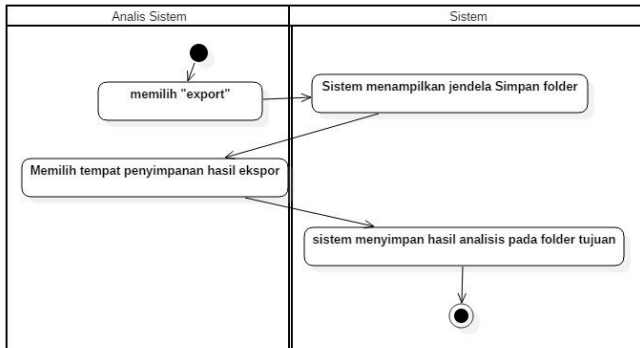 Analis Sistem
Sistem
memilih "export"
Sistem menampilkan jendela Simpan folder
Memilih tempat penyimpanan hasil ekspor
sistem menyimpan hasil analisis pada folder tujuan